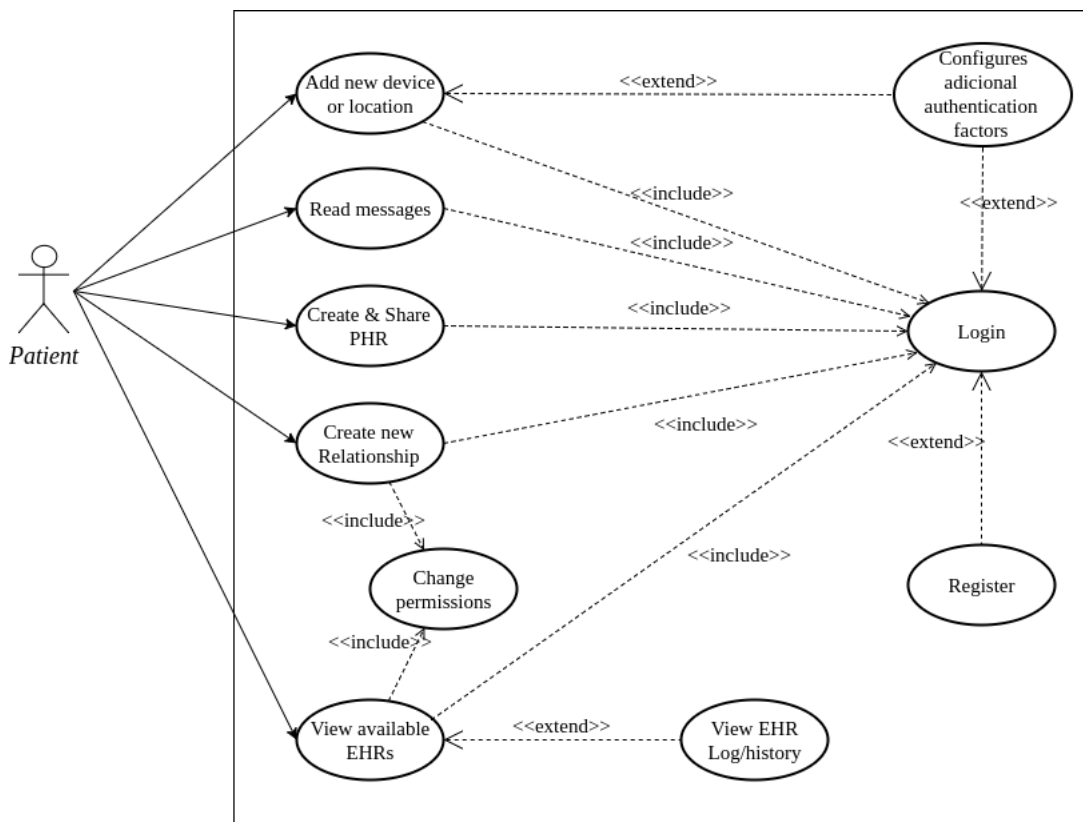 Add new device
or location
<<extend>>
Configures
adicional
authentication
factors
<<include>>
Read messages
<<include>>
<<extend>>
Create & Share
PHR
<<include>>
Login
Patient
Create new
Relationship
<<include>>
<<extend>>
<<include>>
Change
permissions
<<include>>
Register
<<include>>
View available
EHRs
<<extend>>
View EHR
Log/history